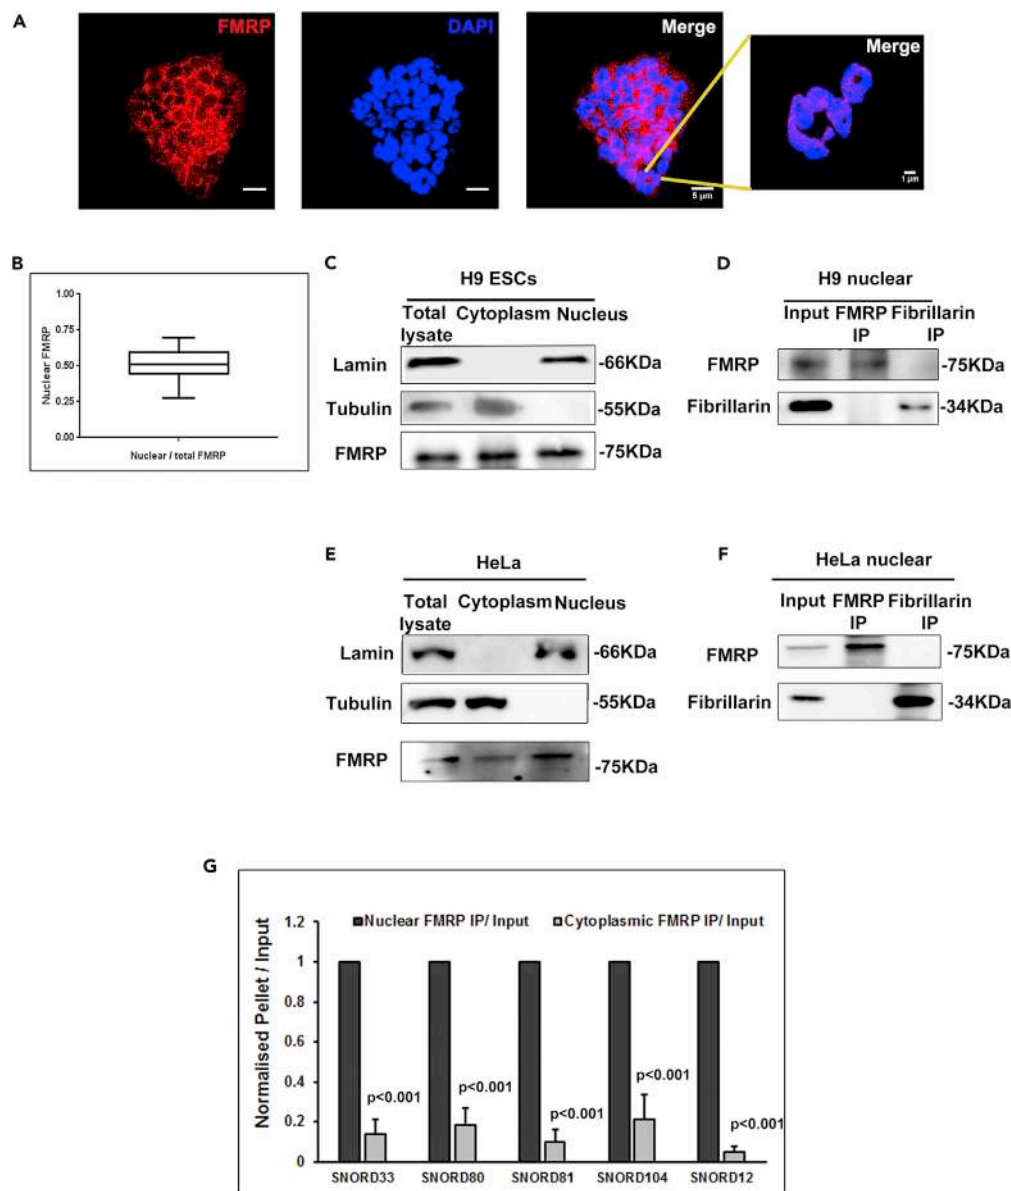 A
FMRP
DAPI
Merge
Merge
5 μm
1 μm
B
1.00
0.75
0.50
0.25
0.00
Nuclear FMRP
Nuclear / total FMRP
C
H9 ESCs
Total lysate
Cytoplasm
Nucleus
Lamin
-66KDa
Tubulin
-55KDa
FMRP
-75KDa
D
H9 nuclear
Input
FMRP IP
Fibrillarin IP
FMRP
-75KDa
Fibrillarin
-34KDa
E
HeLa
Total lysate
Cytoplasm
Nucleus
Lamin
-66KDa
Tubulin
-55KDa
FMRP
-75KDa
F
HeLa nuclear
Input
FMRP IP
Fibrillarin IP
FMRP
-75KDa
Fibrillarin
-34KDa
G
Normalised Pellet / Input
1.2
1
0.8
0.6
0.4
0.2
0
Nuclear FMRP IP/ Input
Cytoplasmic FMRP IP/ Input
p<0.001
p<0.001
p<0.001
p<0.001
p<0.001
SNORD33
SNORD80
SNORD81
SNORD104
SNORD12